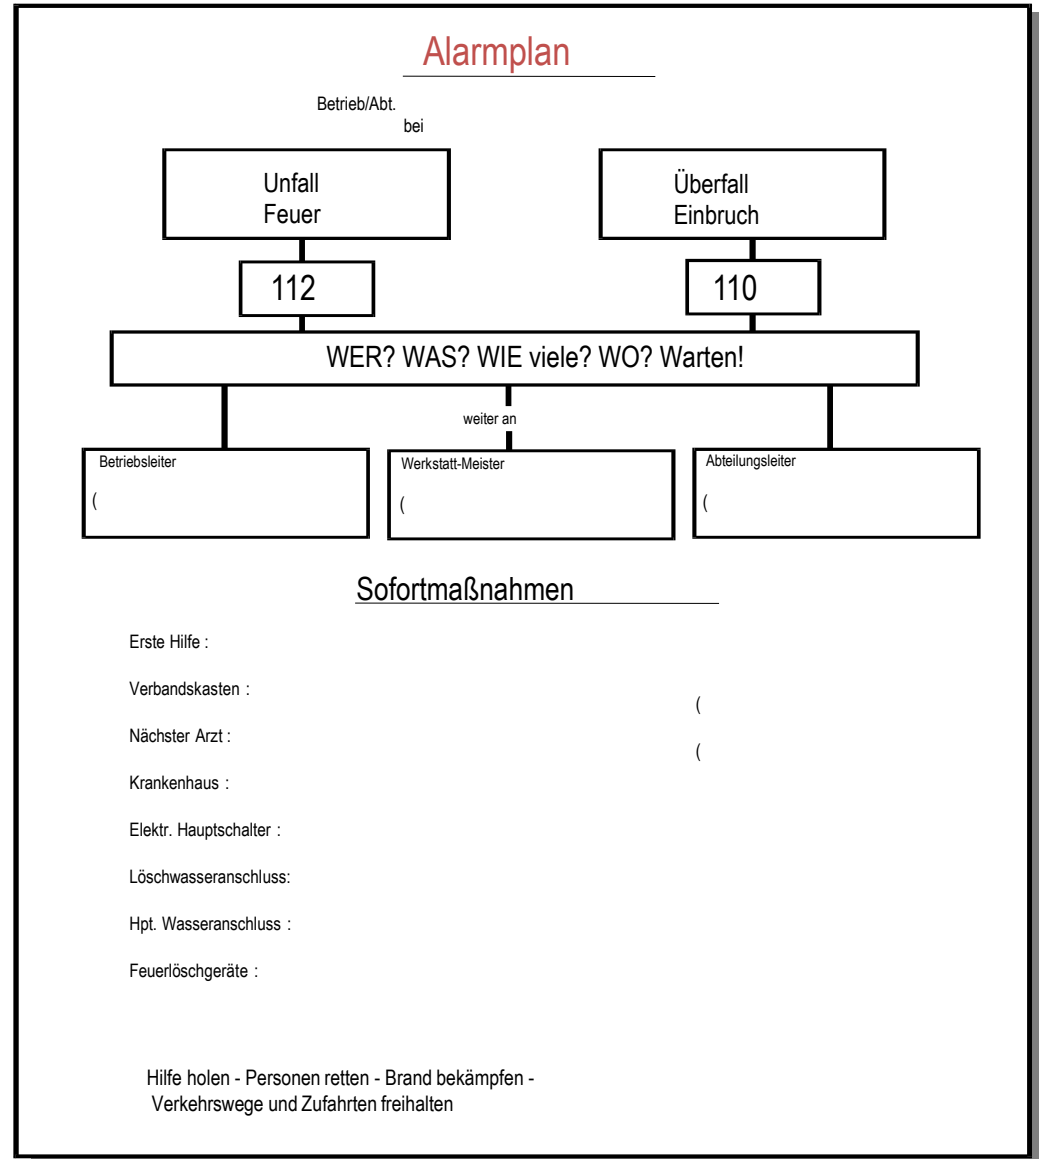 Alarmplan
Betrieb/Abt.
bei
Unfall
Feuer
Überfall
Einbruch
112
110
WER? WAS? WIE viele? WO? Warten!
weiter an
Betriebsleiter
(
Werkstatt-Meister
(
Abteilungsleiter
(
Sofortmaßnahmen
Erste Hilfe :
Verbandskasten :
(
Nächster Arzt :
(
Krankenhaus :
Elektr. Hauptschalter :
Löschwasseranschluss:
Hpt. Wasseranschluss :
Feuerlöschgeräte :
Hilfe holen - Personen retten - Brand bekämpfen -
Verkehrswege und Zufahrten freihalten